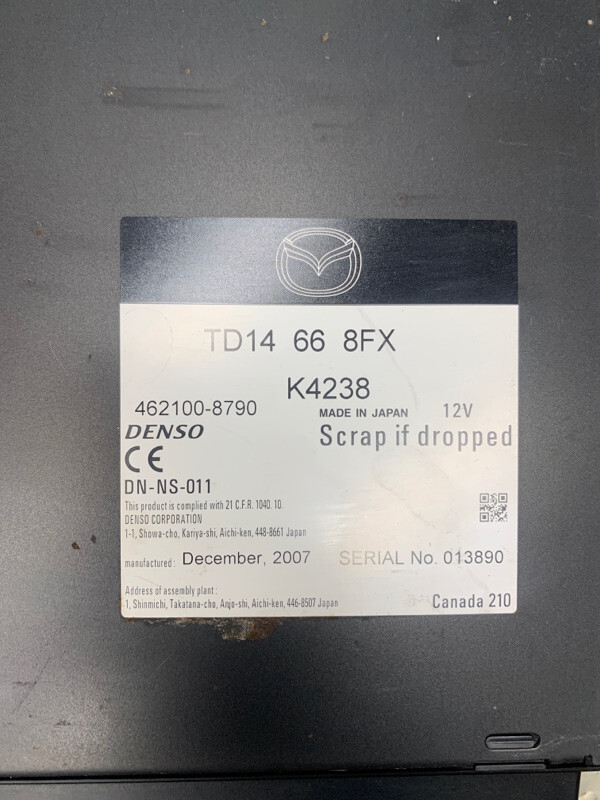 TD14 66 8FX
K4238
462100-8790 MADE IN JAPAN 12V
DENSO Scrap if dropped
CE
DN-NS-011
This product is complied with 21 C.F.R. 1040. 10.
DENSO CORPORATION
1-1, Showa-cho, Kariya-shi, Aichi-ken, 448-8661 Japan
manufactured: December, 2007 SERIAL No. 013890
Address of assembly plant :
1, Shinmichi, Takatana-cho, Anjo-shi, Aichi-ken, 446-8507 Japan Canada 210